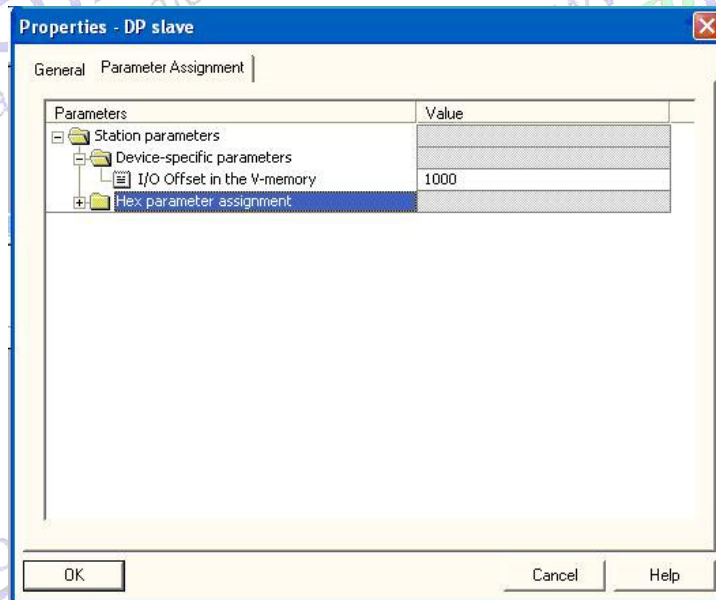 Properties - DP slave
General Parameter Assignment
Parameters Value
Station parameters
Device-specific parameters
I/O Offset in the V-memory 1000
Hex parameter assignment
OK Cancel Help